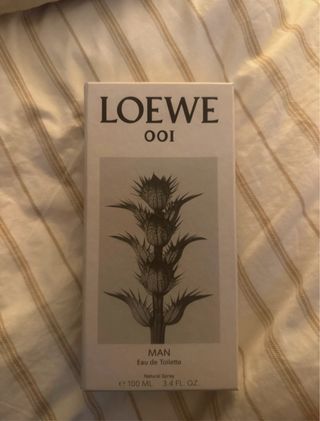 LOEWE
001
MAN
Eau de Toilette
Natural Spray
℮ 100 ML. 3.4 FL. OZ.